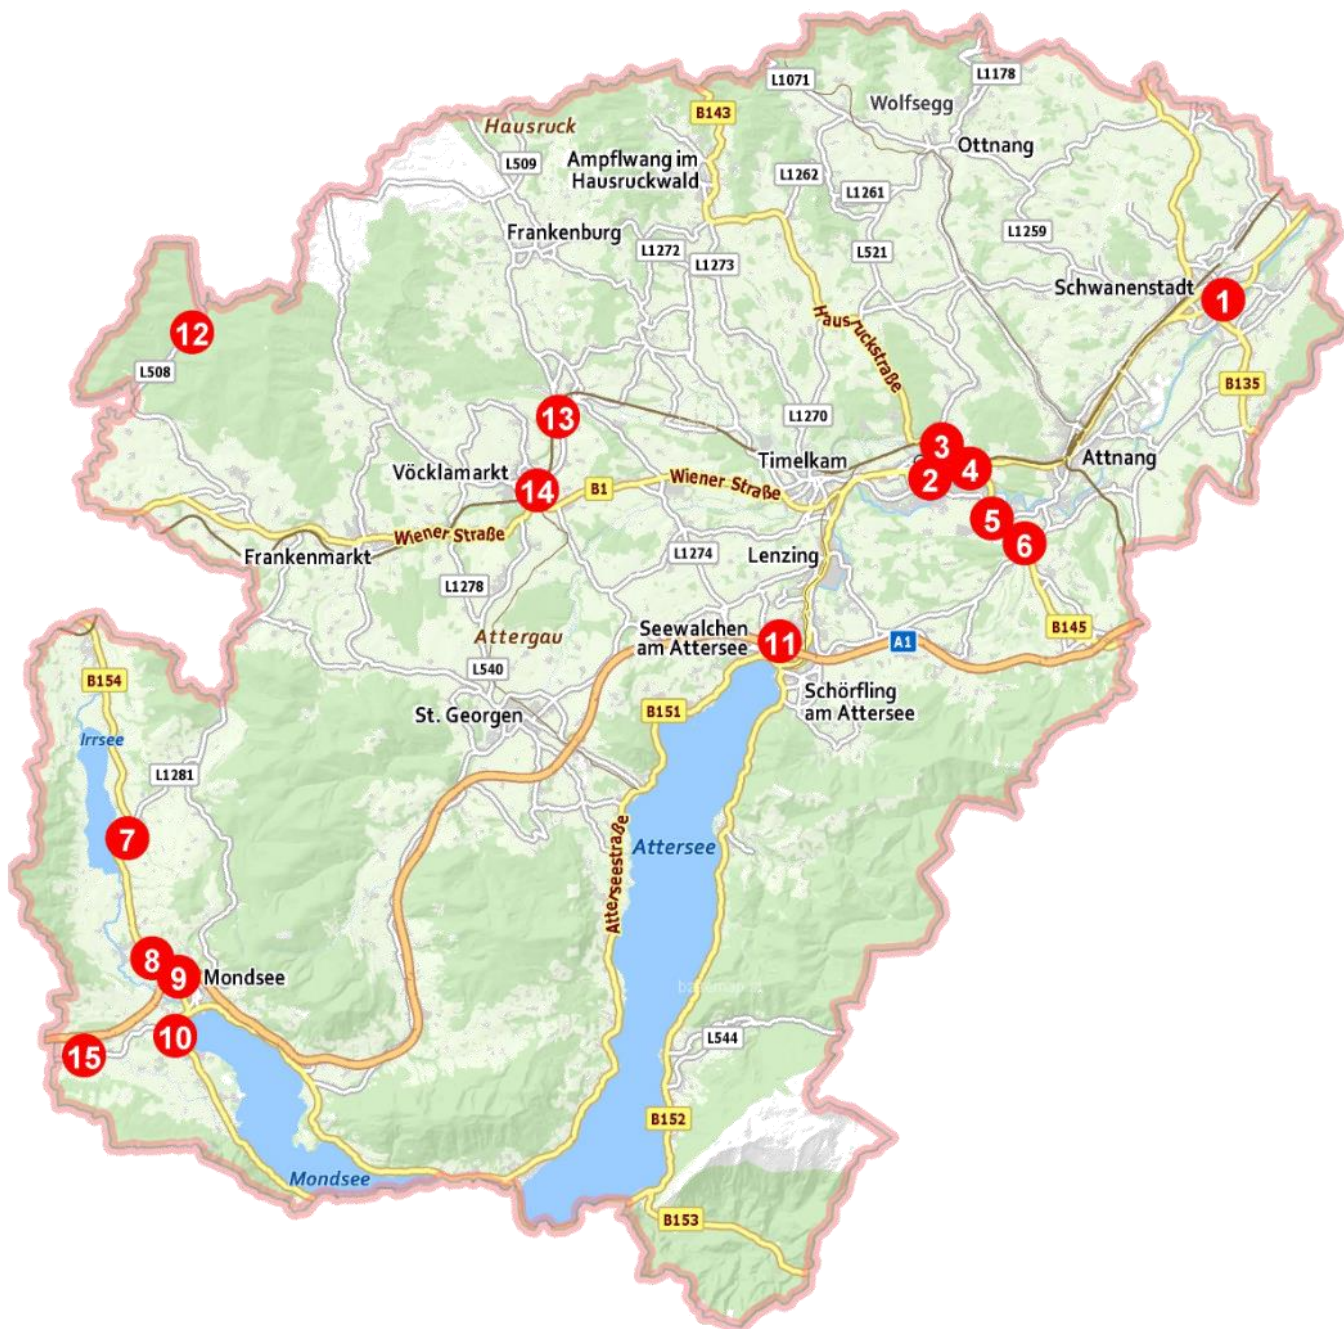 L1071
L1178
Wolfsegg
B143
Hausruck
Ottnang
L509
Ampflwang im
Hausruckwald
L1262
L1261
Frankenburg
L1272
L1273
L521
L1259
Schwanenstadt
1
Hausruckstraße
12
L508
B135
13
L1270
3
Vöcklamarkt
Timelkam
4
Attnang
2
14
B1
Wiener Straße
5
Wiener Straße
6
Frankenmarkt
L1274
Lenzing
L1278
Attergau
Seewalchen
am Attersee
11
A1
B145
L540
B154
Schörfling
am Attersee
St. Georgen
B151
Irrsee
L1281
7
Attersee
Atterseestraße
8
9
Mondsee
basemap.at
10
15
L544
B152
Mondsee
B153